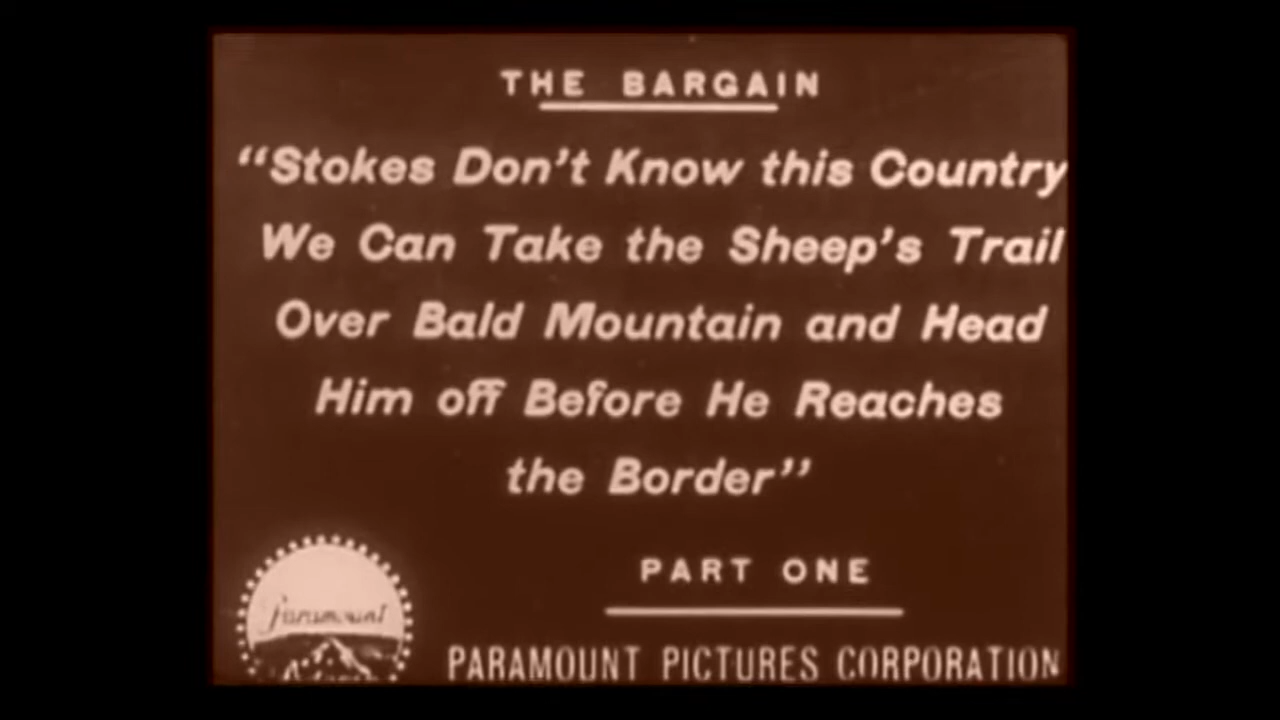 THE BARGAIN
"Stokes Don't Know this Country
We Can Take the Sheep's Trail
Over Bald Mountain and Head
Him off Before He Reaches
the Border"
PART ONE
Paramount
PARAMOUNT PICTURES CORPORATION